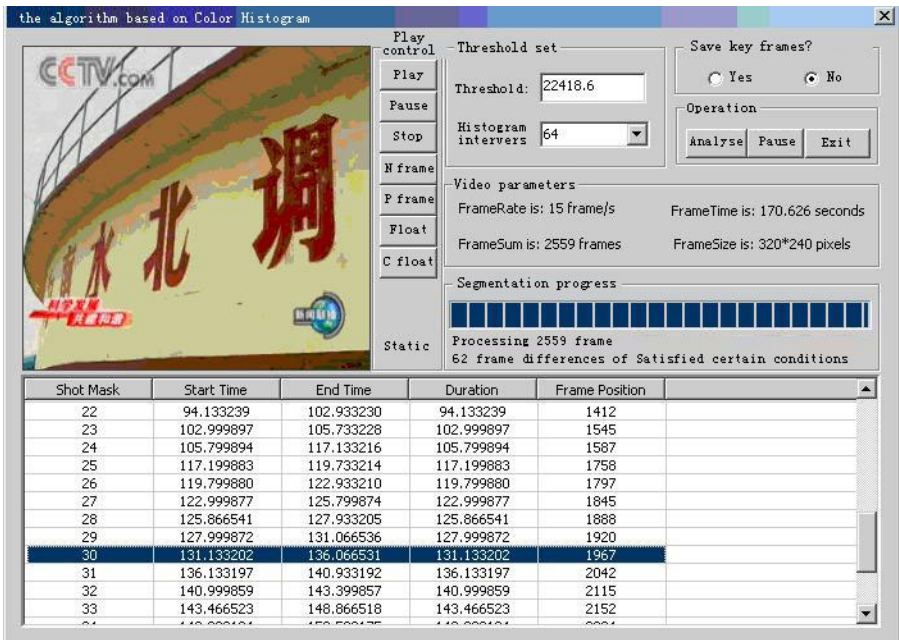 the algorithm based on Color Histogram
CCTV.com
调
北
水
科学发展
共建和谐
新闻联播
Play
control
Play
Pause
Stop
N frame
P frame
Float
C float
Static
Threshold set
Threshold:
22418.6
Histogram
intervers
64
Save key frames?
Yes
No
Operation
Analyse
Pause
Exit
Video parameters
FrameRate is: 15 frame/s
FrameTime is: 170.626 seconds
FrameSum is: 2559 frames
FrameSize is: 320*240 pixels
Segmentation progress
Processing 2559 frame
62 frame differences of Satisfied certain conditions
Shot Mask Start Time End Time Duration Frame Position
22 94.133239 102.933230 94.133239 1412
23 102.999897 105.733228 102.999897 1545
24 105.799894 117.133216 105.799894 1587
25 117.199883 119.733214 117.199883 1758
26 119.799880 122.933210 119.799880 1797
27 122.999877 125.799874 122.999877 1845
28 125.866541 127.933205 125.866541 1888
29 127.999872 131.066536 127.999872 1920
30 131.133202 136.066531 131.133202 1967
31 136.133197 140.933192 136.133197 2042
32 140.999859 143.399857 140.999859 2115
33 143.466523 148.866518 143.466523 2152